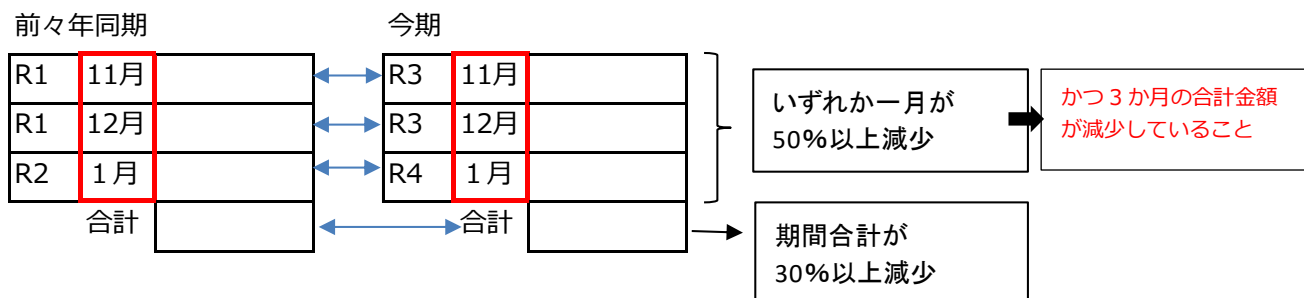 前々年同期
今期
R1 11月
R3 11月
R1 12月
R3 12月
R2 1月
R4 1月
合計
合計
いずれか一月が
50%以上減少
かつ3か月の合計金額
が減少していること
期間合計が
30%以上減少